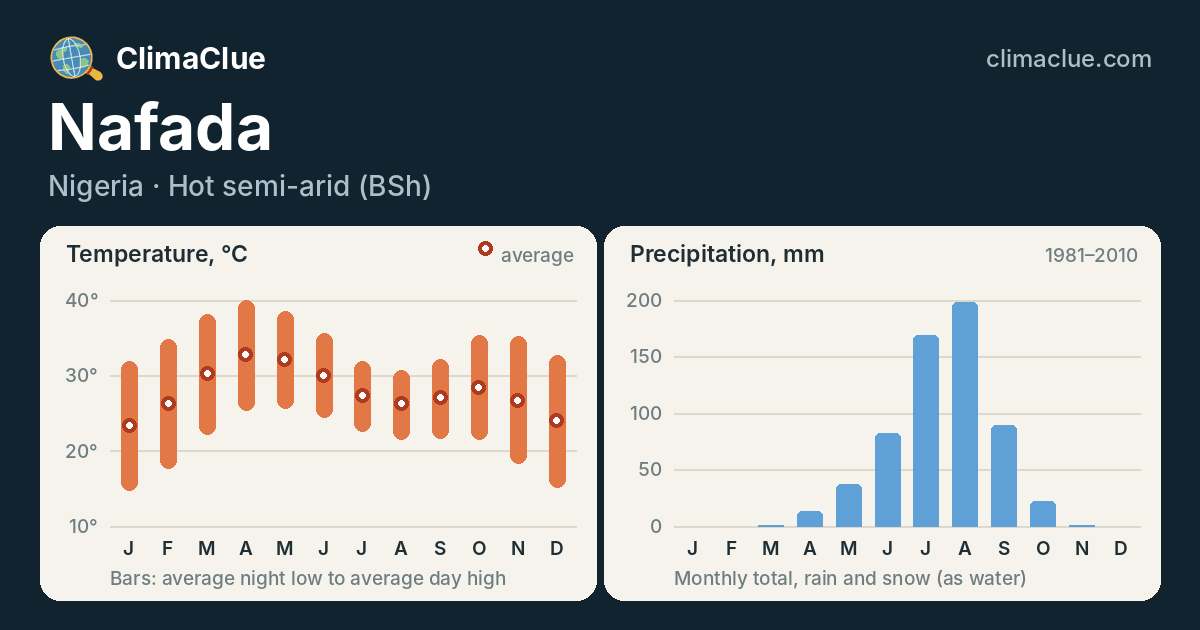 ClimaClue
climaclue.com
Nafada
Nigeria · Hot semi-arid (BSh)
Temperature, °C
average
40°
30°
20°
10°
J F M A M J J A S O N D
Bars: average night low to average day high
Precipitation, mm
1981–2010
200
150
100
50
0
J F M A M J J A S O N D
Monthly total, rain and snow (as water)